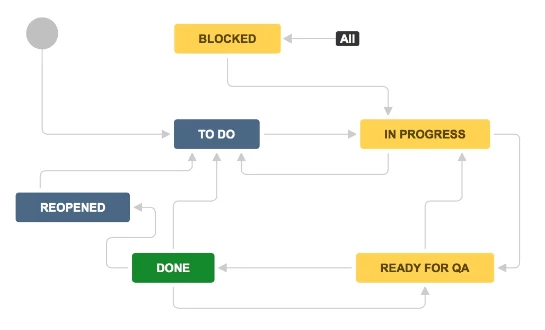 BLOCKED
All
TO DO
IN PROGRESS
REOPENED
DONE
READY FOR QA